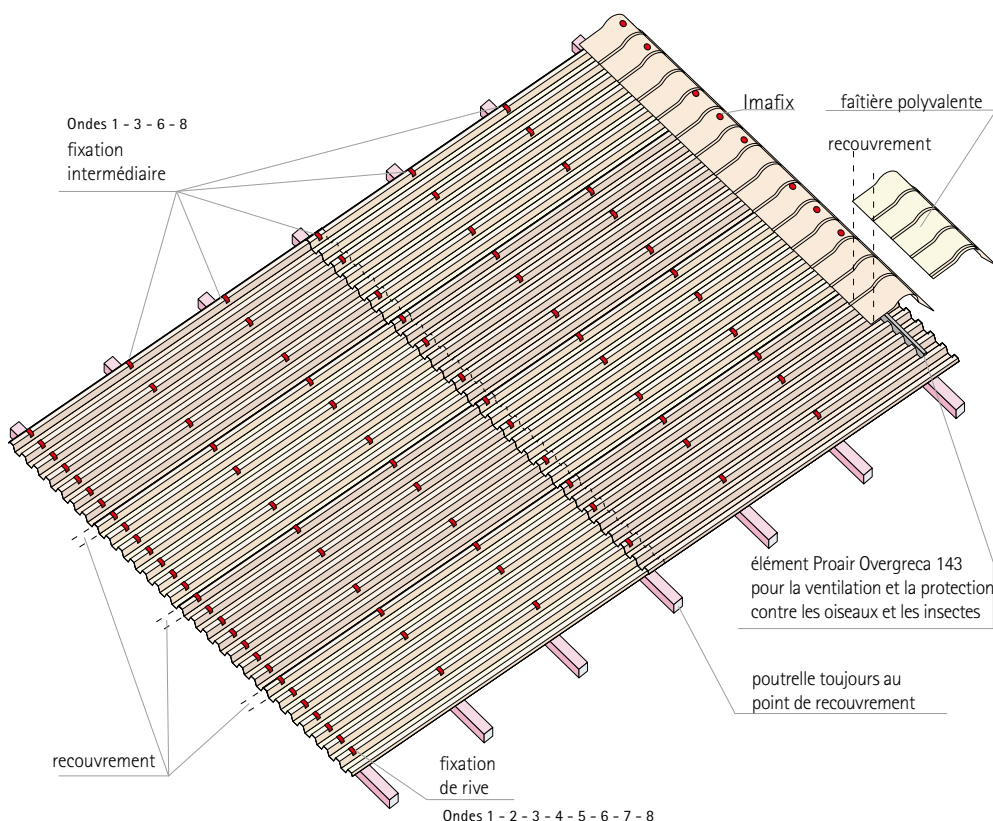 Imafix
faîtière polyvalente
Ondes 1 - 3 - 6 - 8
fixation
intermédiaire
recouvrement
élément Proair Overgreca 143
pour la ventilation et la protection
contre les oiseaux et les insectes
poutrelle toujours au
point de recouvrement
recouvrement
fixation
de rive
Ondes 1 - 2 - 3 - 4 - 5 - 6 - 7 - 8